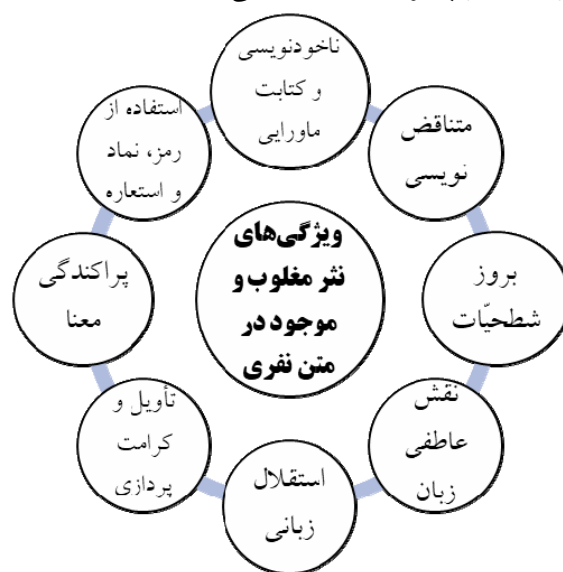 ناخودنویسی
و کتابت
ماورایی
متناقض
نویسی
بروز
شطحیّات
نقش
عاطفی
زبان
استقلال
زبانی
تأویل و
کرامت
پردازی
پراکندگی
معنا
استفاده از
رمز، نماد
و استعاره
ویژگی‌های
نثر مغلوب و
موجود در
متن نفری